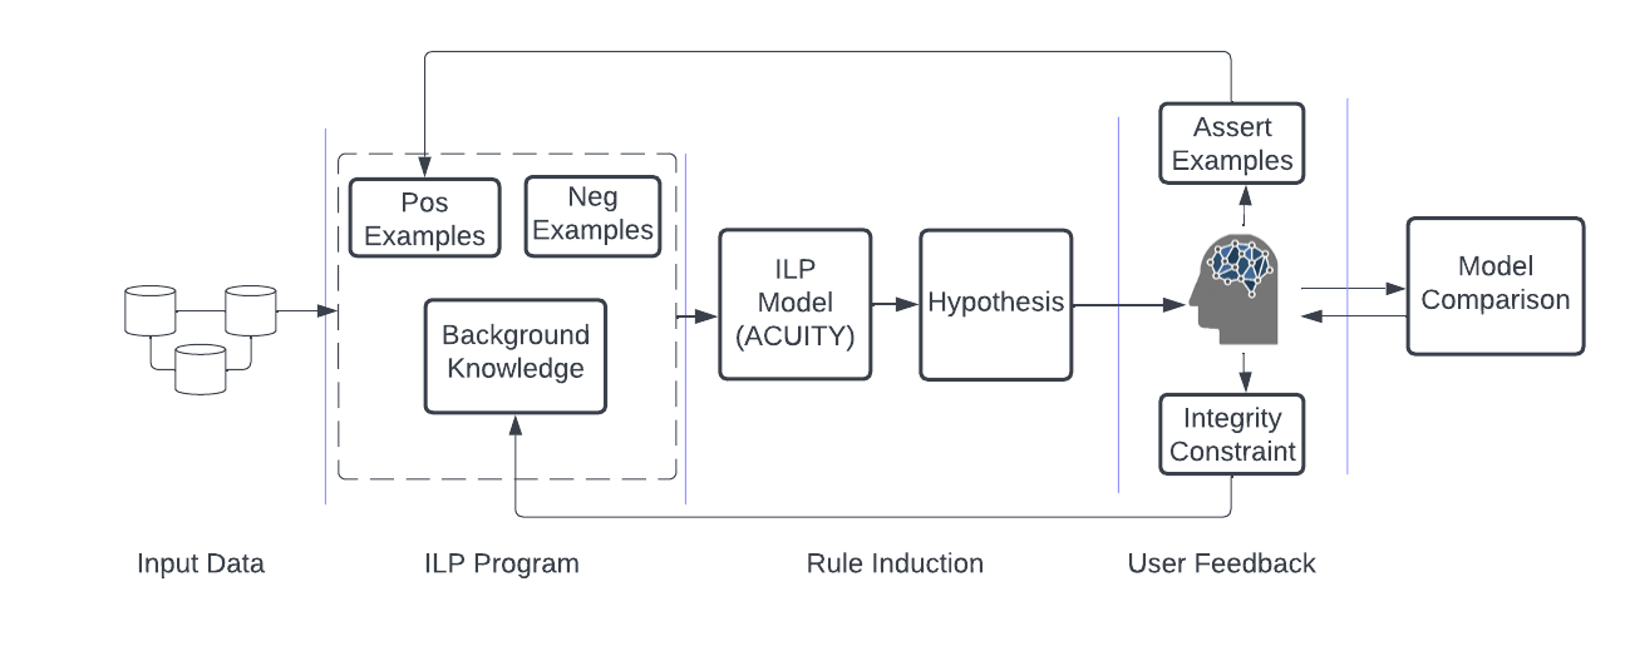 Assert
Examples
Pos
Examples
Neg
Examples
Background
Knowledge
ILP
Model
(ACUITY)
Hypothesis
Integrity
Constraint
Model
Comparison
Input Data
ILP Program
Rule Induction
User Feedback